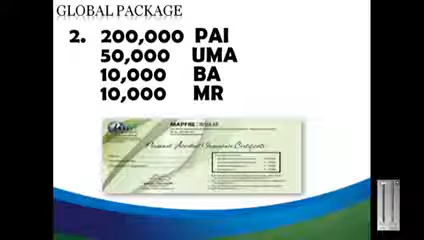 GLOBAL PACKAGE
2. 200,000 PAI
50,000 UMA
10,000 BA
10,000 MR
MAPFRE INSULAR
Personal Accident Insurance Certificate